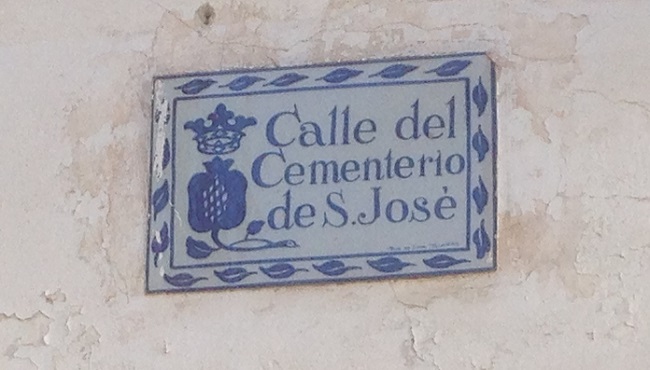 Calle del
Cementerio
de S. José